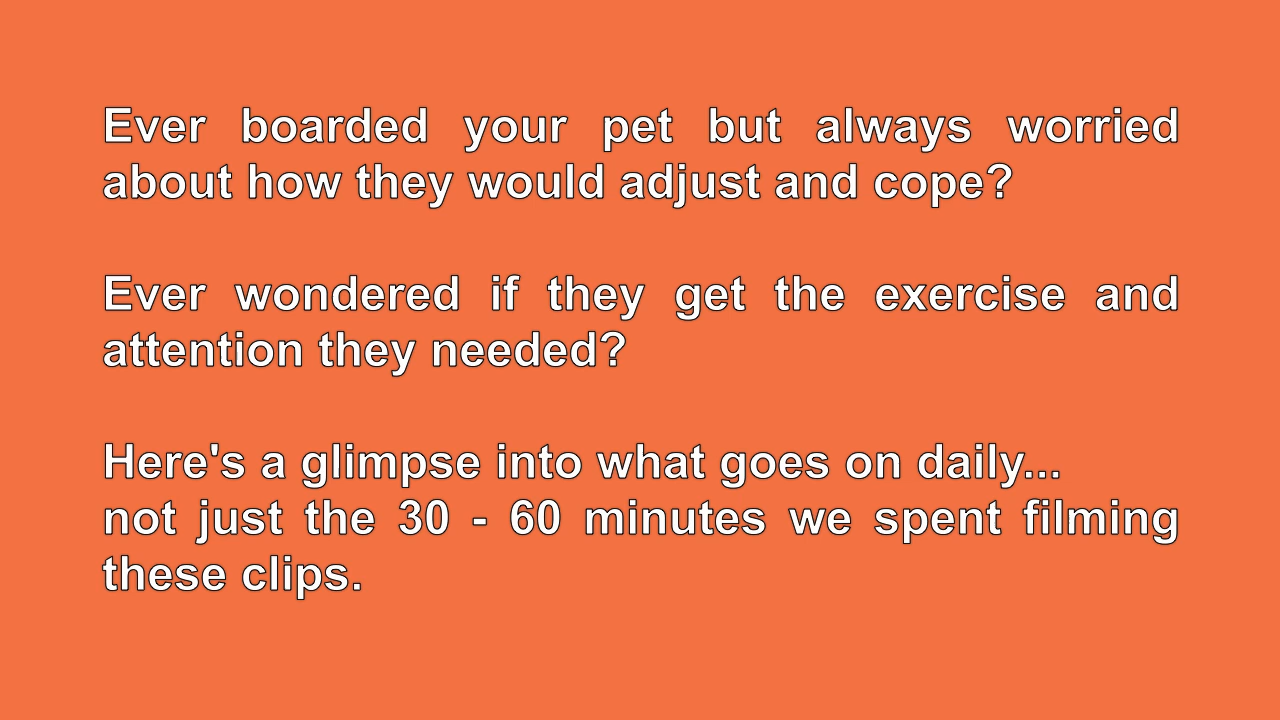 Ever boarded your pet but always worried
about how they would adjust and cope?
Ever wondered if they get the exercise and
attention they needed?
Here's a glimpse into what goes on daily...
not just the 30 - 60 minutes we spent filming
these clips.